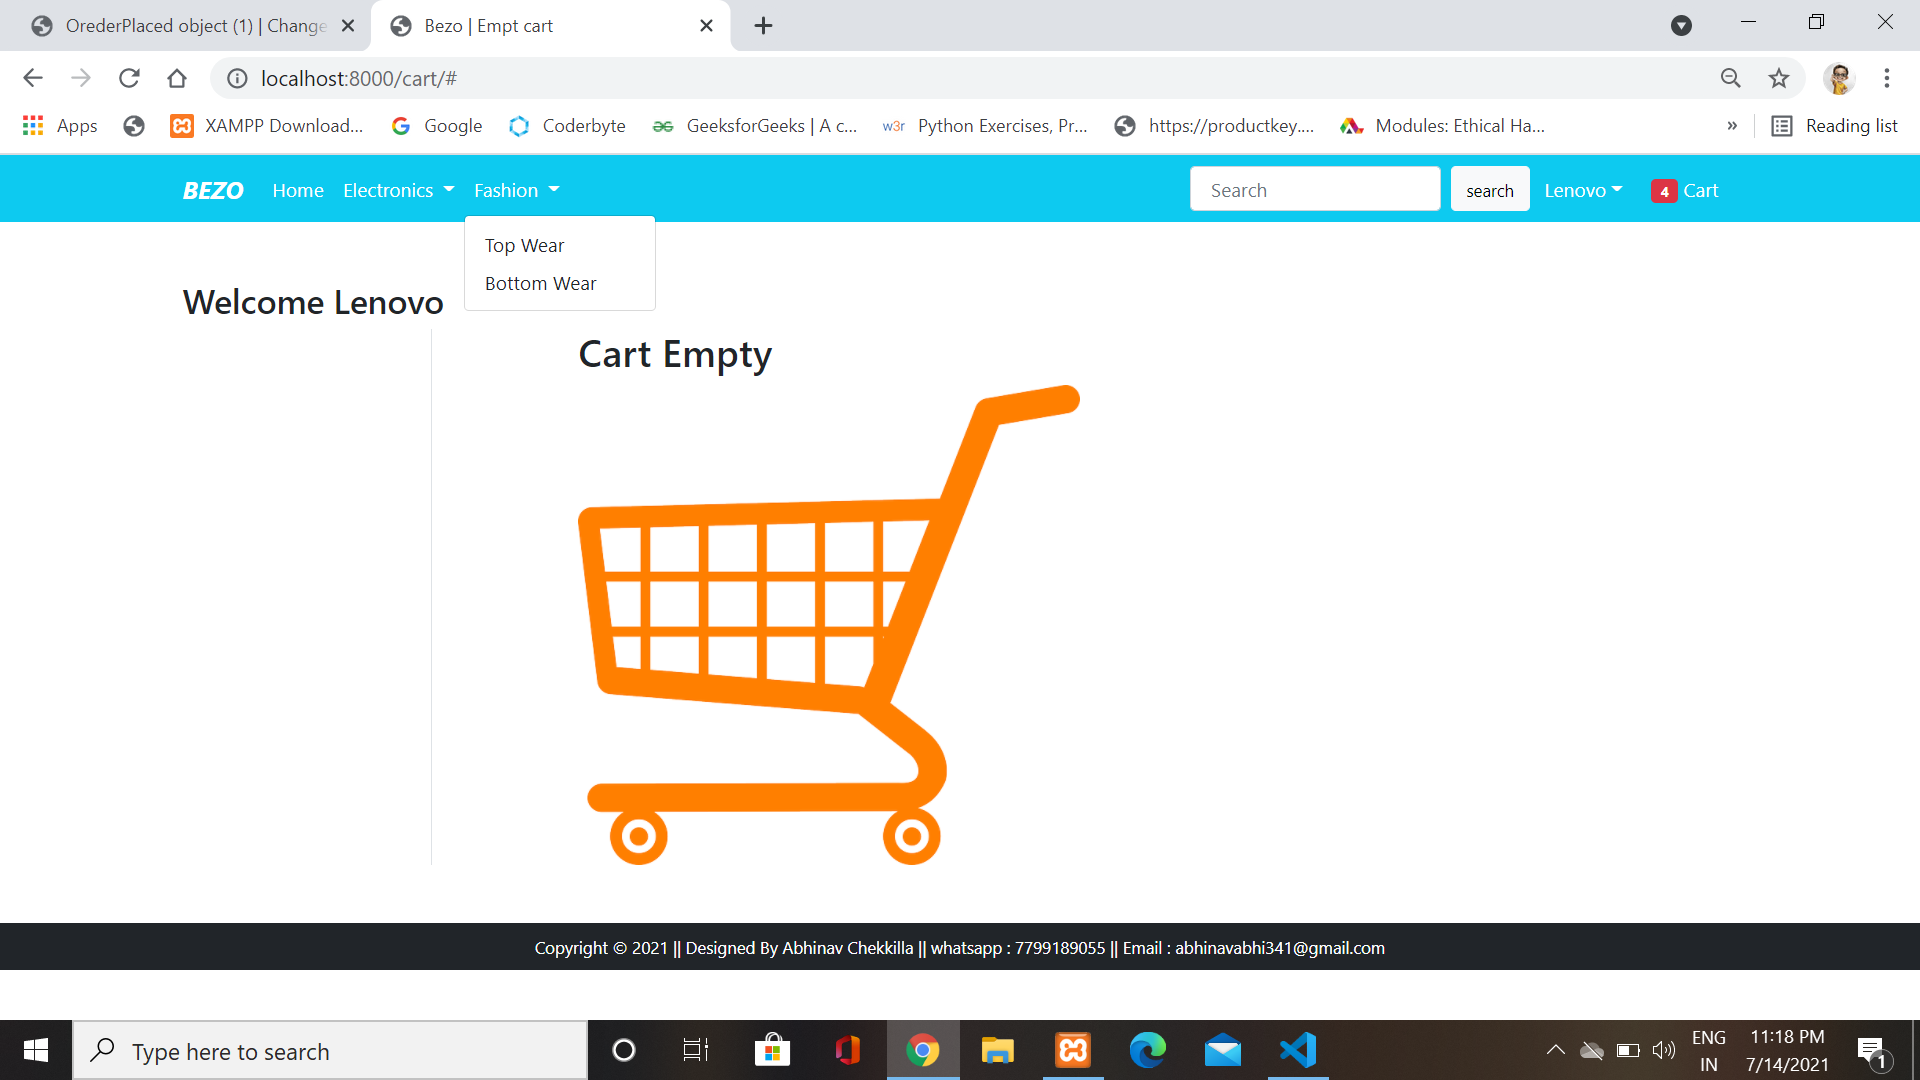 OrederPlaced object (1) | Change
Bezo | Empt cart
localhost:8000/cart/#
Apps
XAMPP Download...
Google
Coderbyte
GeeksforGeeks | A c...
w3r
Python Exercises, Pr...
https://productkey....
Modules: Ethical Ha...
»
Reading list
BEZO
Home
Electronics
Fashion
Search
search
Lenovo
4
Cart
Top Wear
Bottom Wear
Welcome Lenovo
Cart Empty
Copyright © 2021 || Designed By Abhinav Chekkilla || whatsapp : 7799189055 || Email : abhinavabhi341@gmail.com
Type here to search
ENG
IN
11:18 PM
7/14/2021
1